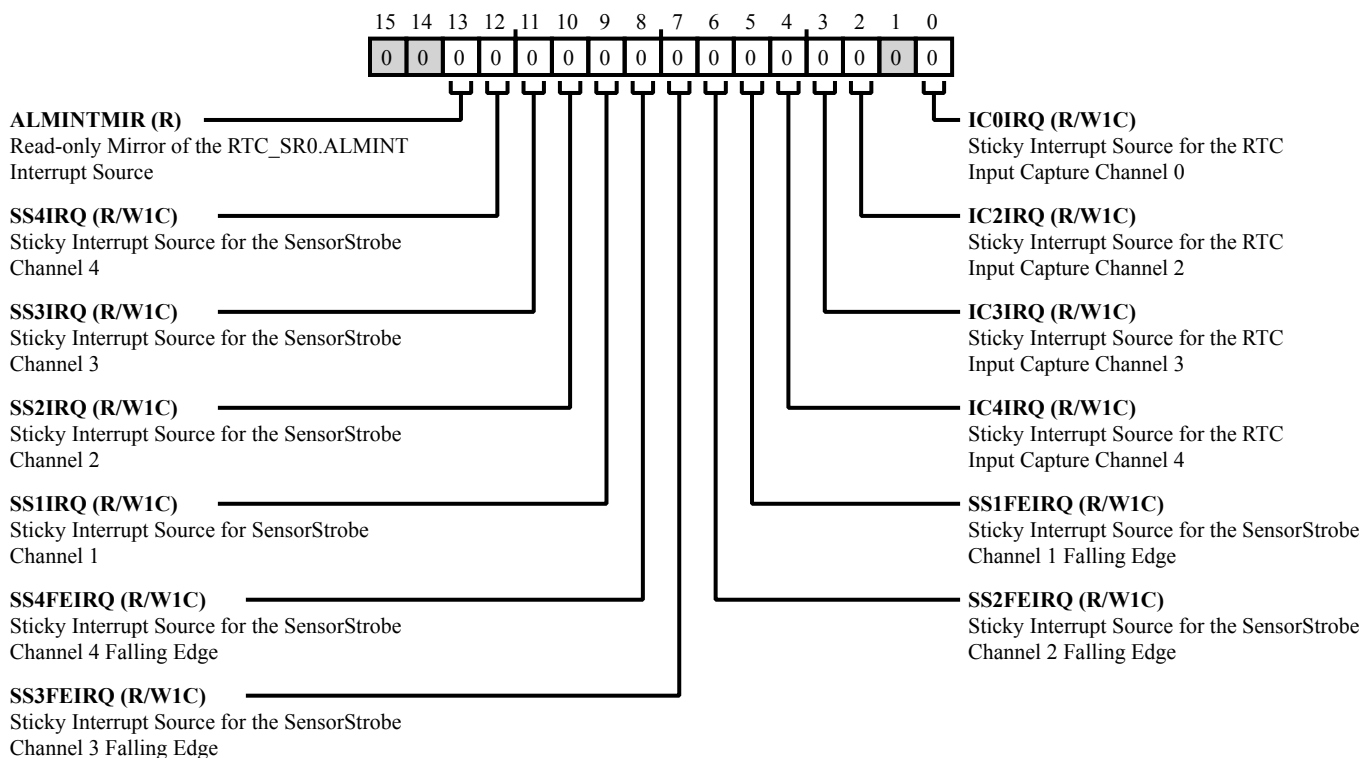 15 14 13 12 11 10 9 8 7 6 5 4 3 2 1 0
0 0 0 0 0 0 0 0 0 0 0 0 0 0 0 0
ALMINTMIR (R)
Read-only Mirror of the RTC_SR0.ALMINT
Interrupt Source
SS4IRQ (R/W1C)
Sticky Interrupt Source for the SensorStrobe
Channel 4
SS3IRQ (R/W1C)
Sticky Interrupt Source for the SensorStrobe
Channel 3
SS2IRQ (R/W1C)
Sticky Interrupt Source for the SensorStrobe
Channel 2
SS1IRQ (R/W1C)
Sticky Interrupt Source for SensorStrobe
Channel 1
SS4FEIRQ (R/W1C)
Sticky Interrupt Source for the SensorStrobe
Channel 4 Falling Edge
SS3FEIRQ (R/W1C)
Sticky Interrupt Source for the SensorStrobe
Channel 3 Falling Edge
IC0IRQ (R/W1C)
Sticky Interrupt Source for the RTC
Input Capture Channel 0
IC2IRQ (R/W1C)
Sticky Interrupt Source for the RTC
Input Capture Channel 2
IC3IRQ (R/W1C)
Sticky Interrupt Source for the RTC
Input Capture Channel 3
IC4IRQ (R/W1C)
Sticky Interrupt Source for the RTC
Input Capture Channel 4
SS1FEIRQ (R/W1C)
Sticky Interrupt Source for the SensorStrobe
Channel 1 Falling Edge
SS2FEIRQ (R/W1C)
Sticky Interrupt Source for the SensorStrobe
Channel 2 Falling Edge